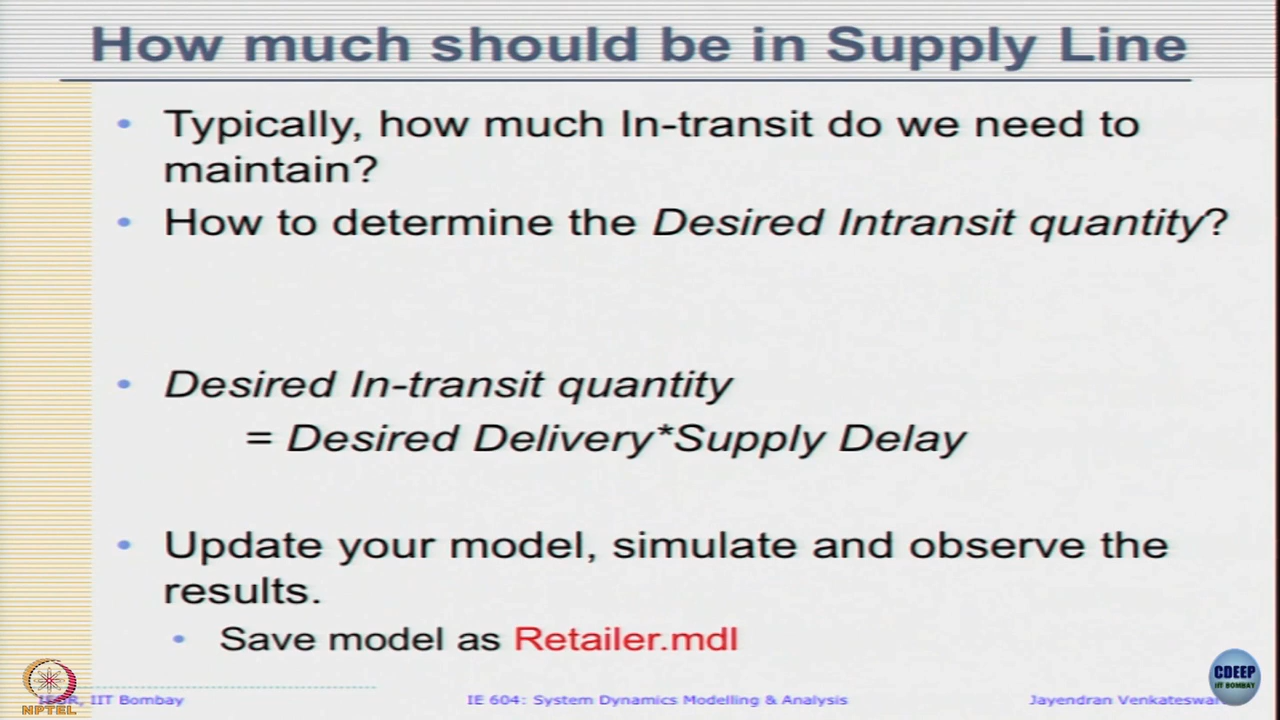 How much should be in Supply Line
• Typically, how much In-transit do we need to
maintain?
• How to determine the Desired Intransit quantity?
• Desired In-transit quantity
= Desired Delivery*Supply Delay
• Update your model, simulate and observe the
results.
• Save model as Retailer.mdl
IIT Bombay
IE 604: System Dynamics Modelling & Analysis
Jayendran
NPTEL
CDEEP
IIT BOMBAY